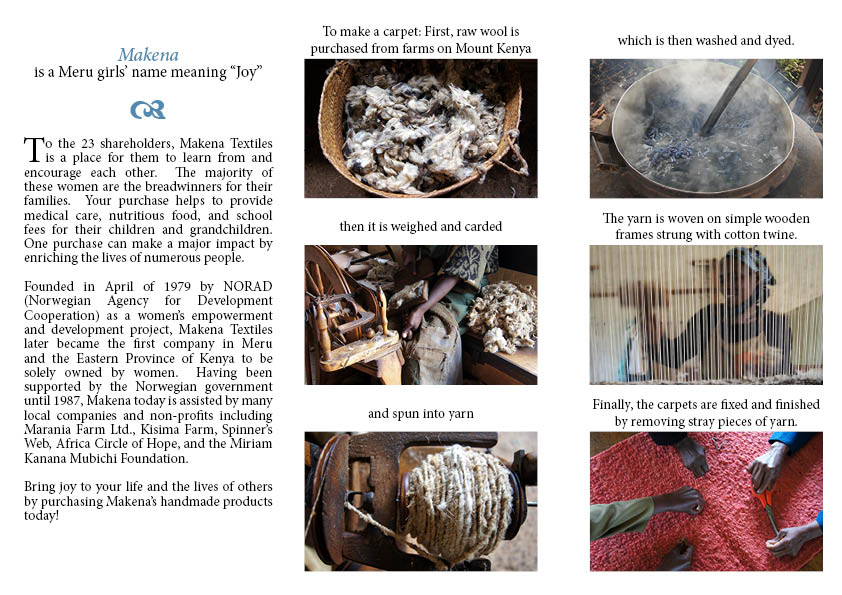 Makena
is a Meru girls' name meaning “Joy”
To the 23 shareholders, Makena Textiles
is a place for them to learn from and
encourage each other. The majority of
these women are the breadwinners for their
families. Your purchase helps to provide
medical care, nutritious food, and school
fees for their children and grandchildren.
One purchase can make a major impact by
enriching the lives of numerous people.
Founded in April of 1979 by NORAD
(Norwegian Agency for Development
Cooperation) as a women's empowerment
and development project, Makena Textiles
later became the first company in Meru
and the Eastern Province of Kenya to be
solely owned by women. Having been
supported by the Norwegian government
until 1987, Makena today is assisted by many
local companies and non-profits including
Marania Farm Ltd., Kisima Farm, Spinner's
Web, Africa Circle of Hope, and the Miriam
Kanana Mubichi Foundation.
Bring joy to your life and the lives of others
by purchasing Makena's handmade products
today!
To make a carpet: First, raw wool is
purchased from farms on Mount Kenya
then it is weighed and carded
and spun into yarn
which is then washed and dyed.
The yarn is woven on simple wooden
frames strung with cotton twine.
Finally, the carpets are fixed and finished
by removing stray pieces of yarn.